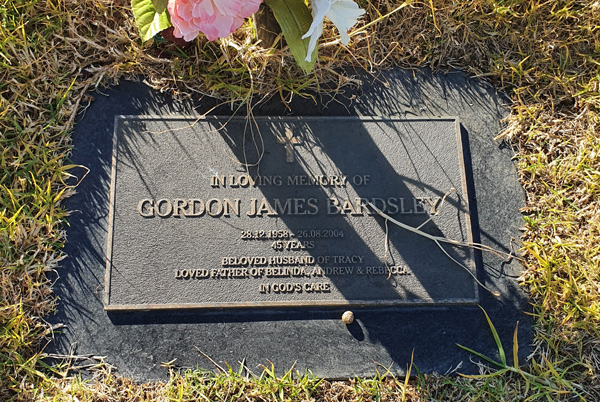 IN LOVING MEMORY OF
GORDON JAMES BARDSLEY
28.12.1958 - 26.08.2004
45 YEARS
BELOVED HUSBAND OF TRACY
LOVED FATHER OF BELINDA, ANDREW & REBECCA
IN GOD'S CARE